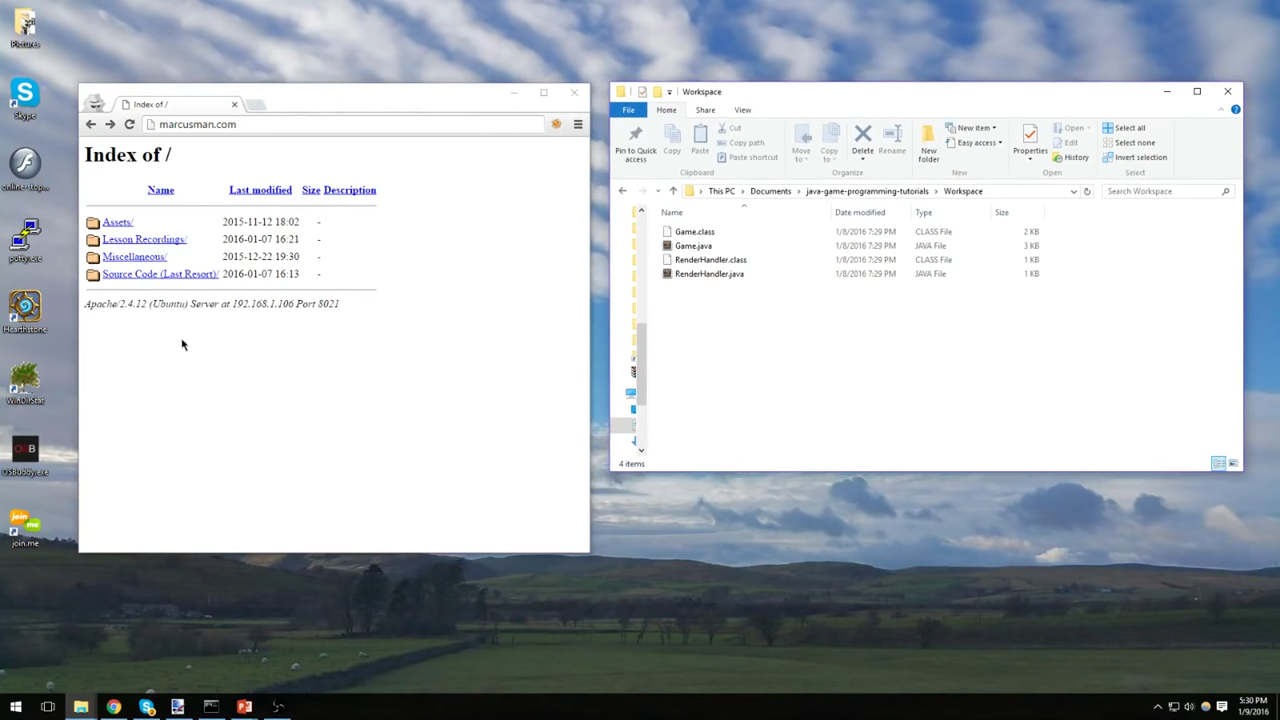 Pictures
Skype
onlinestop...
putty.exe
Hearthstone
WinDirStat
OSB
OSBuddy.exe
join me
join.me
Index of /
marcusman.com
Index of /
Name Last modified Size Description
Assets/ 2015-11-12 18:02 -
Lesson Recordings/ 2016-01-07 16:21 -
Miscellaneous/ 2015-12-22 19:30 -
Source Code (Last Resort)/ 2016-01-07 16:13 -
Apache/2.4.12 (Ubuntu) Server at 192.168.1.106 Port 8021
Workspace
File Home Share View
Pin to Quick access
Copy
Paste
Cut
Copy path
Paste shortcut
Clipboard
Move to
Copy to
Delete
Rename
Organize
New folder
New item
Easy access
New
Properties
Open
Edit
History
Open
Select all
Select none
Invert selection
Select
This PC > Documents > java-game-programming-tutorials > Workspace
Search Workspace
Name Date modified Type Size
Game.class 1/8/2016 7:29 PM CLASS File 2 KB
Game.java 1/8/2016 7:29 PM JAVA File 3 KB
RenderHandler.class 1/8/2016 7:29 PM CLASS File 1 KB
RenderHandler.java 1/8/2016 7:29 PM JAVA File 1 KB
4 items
5:30 PM
1/9/2016